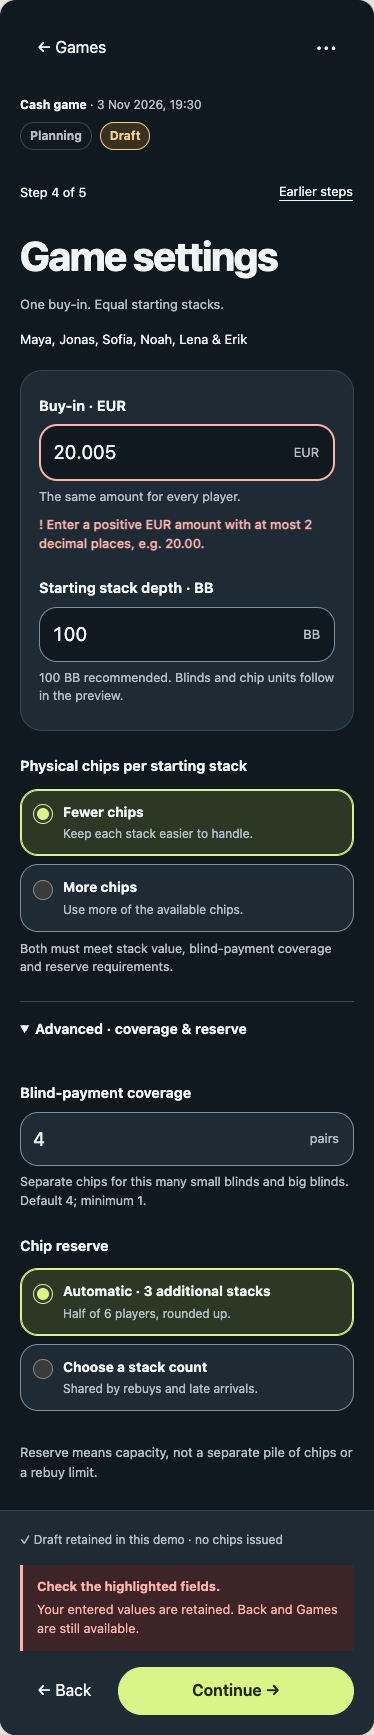 ← Games
...
Cash game · 3 Nov 2026, 19:30
Planning
Draft
Step 4 of 5
Earlier steps
Game settings
One buy-in. Equal starting stacks.
Maya, Jonas, Sofia, Noah, Lena & Erik
Buy-in · EUR
20.005
EUR
The same amount for every player.
! Enter a positive EUR amount with at most 2
decimal places, e.g. 20.00.
Starting stack depth · BB
100
BB
100 BB recommended. Blinds and chip units follow
in the preview.
Physical chips per starting stack
Fewer chips
Keep each stack easier to handle.
More chips
Use more of the available chips.
Both must meet stack value, blind-payment coverage
and reserve requirements.
▼ Advanced · coverage & reserve
Blind-payment coverage
4
pairs
Separate chips for this many small blinds and big blinds.
Default 4; minimum 1.
Chip reserve
Automatic · 3 additional stacks
Half of 6 players, rounded up.
Choose a stack count
Shared by rebuys and late arrivals.
Reserve means capacity, not a separate pile of chips or
a rebuy limit.
✓ Draft retained in this demo · no chips issued
Check the highlighted fields.
Your entered values are retained. Back and Games
are still available.
← Back
Continue →